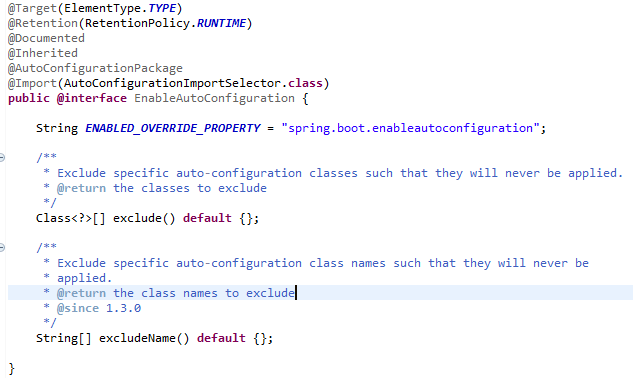 @Target(ElementType.TYPE)
@Retention(RetentionPolicy.RUNTIME)
@Documented
@Inherited
@AutoConfigurationPackage
@Import(AutoConfigurationImportSelector.class)
public @interface EnableAutoConfiguration {
String ENABLED_OVERRIDE_PROPERTY = "spring.boot.enableautoconfiguration";
/**
* Exclude specific auto-configuration classes such that they will never be applied.
* @return the classes to exclude
*/
Class<?>[] exclude() default {};
/**
* Exclude specific auto-configuration class names such that they will never be
* applied.
* @return the class names to exclude
* @since 1.3.0
*/
String[] excludeName() default {};
}